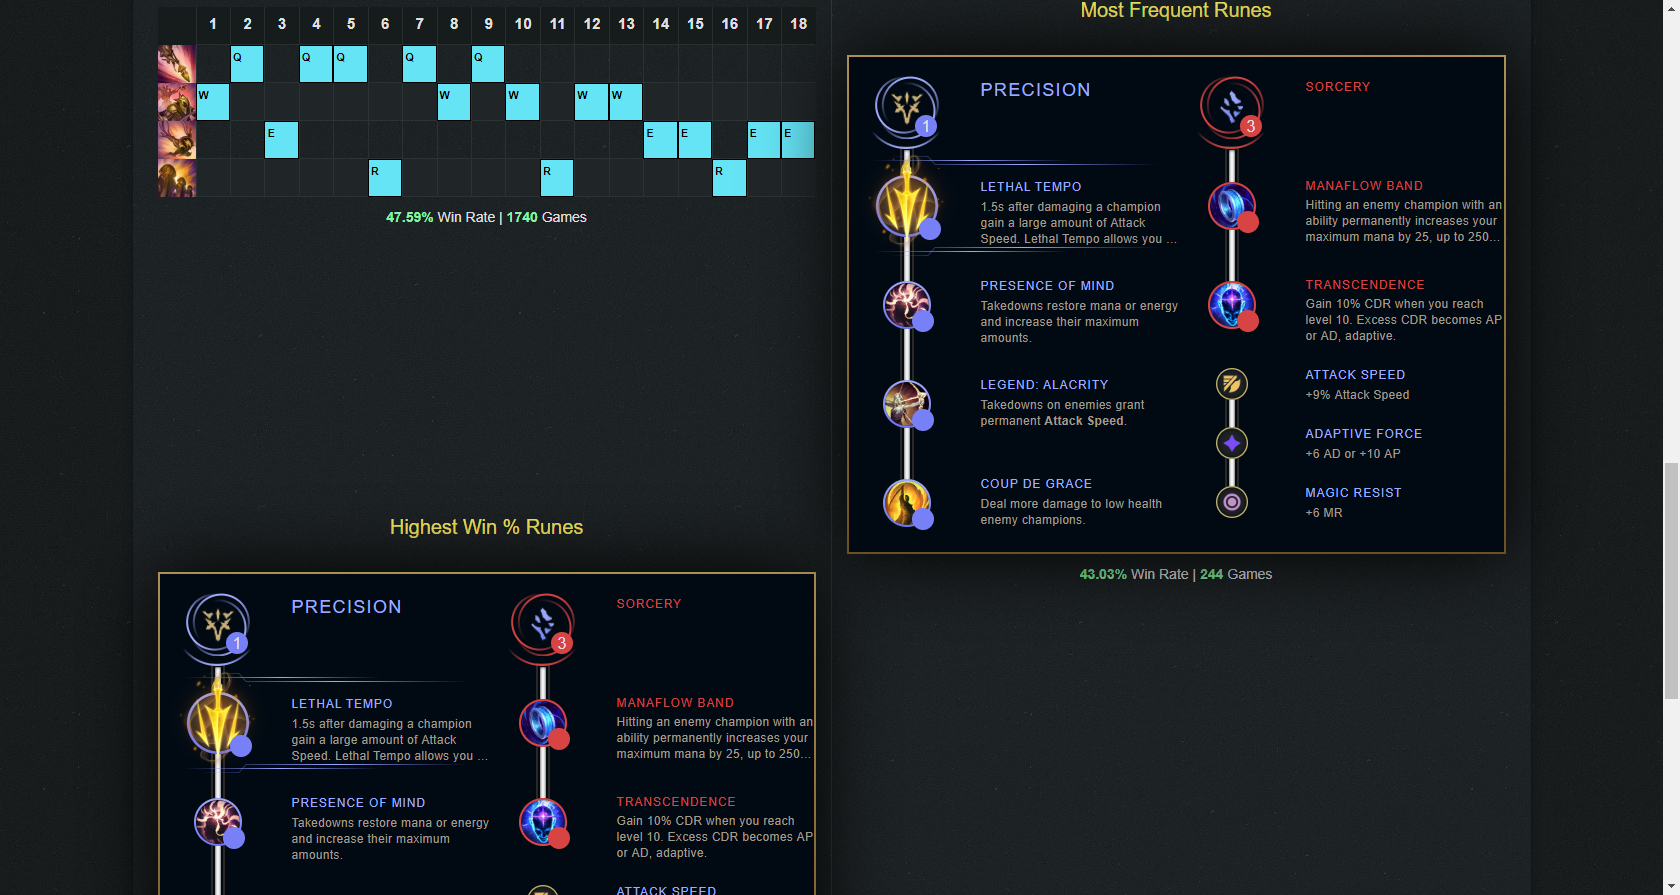 1 2 3 4 5 6 7 8 9 10 11 12 13 14 15 16 17 18
Q Q Q Q Q
W W W W W
E E E E E
R R R
47.59% Win Rate | 1740 Games
Most Frequent Runes
1
PRECISION
LETHAL TEMPO
1.5s after damaging a champion
gain a large amount of Attack
Speed. Lethal Tempo allows you ...
PRESENCE OF MIND
Takedowns restore mana or energy
and increase their maximum
amounts.
LEGEND: ALACRITY
Takedowns on enemies grant
permanent Attack Speed.
COUP DE GRACE
Deal more damage to low health
enemy champions.
3
SORCERY
MANAFLOW BAND
Hitting an enemy champion with an
ability permanently increases your
maximum mana by 25, up to 250...
TRANSCENDENCE
Gain 10% CDR when you reach
level 10. Excess CDR becomes AP
or AD, adaptive.
ATTACK SPEED
+9% Attack Speed
ADAPTIVE FORCE
+6 AD or +10 AP
MAGIC RESIST
+6 MR
43.03% Win Rate | 244 Games
Highest Win % Runes
1
PRECISION
LETHAL TEMPO
1.5s after damaging a champion
gain a large amount of Attack
Speed. Lethal Tempo allows you ...
PRESENCE OF MIND
Takedowns restore mana or energy
and increase their maximum
amounts.
3
SORCERY
MANAFLOW BAND
Hitting an enemy champion with an
ability permanently increases your
maximum mana by 25, up to 250...
TRANSCENDENCE
Gain 10% CDR when you reach
level 10. Excess CDR becomes AP
or AD, adaptive.
ATTACK SPEED